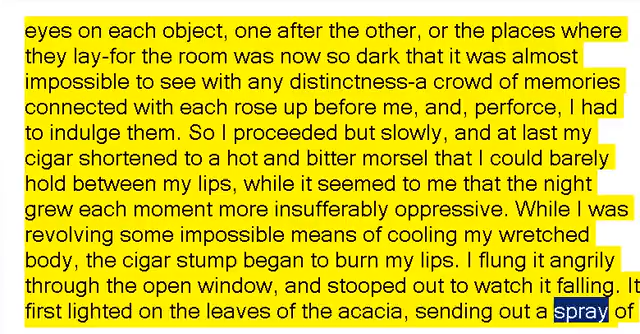 eyes on each object, one after the other, or the places where
they lay-for the room was now so dark that it was almost
impossible to see with any distinctness-a crowd of memories
connected with each rose up before me, and, perforce, I had
to indulge them. So I proceeded but slowly, and at last my
cigar shortened to a hot and bitter morsel that I could barely
hold between my lips, while it seemed to me that the night
grew each moment more insufferably oppressive. While I was
revolving some impossible means of cooling my wretched
body, the cigar stump began to burn my lips. I flung it angrily
through the open window, and stooped out to watch it falling. It
first lighted on the leaves of the acacia, sending out a spray of